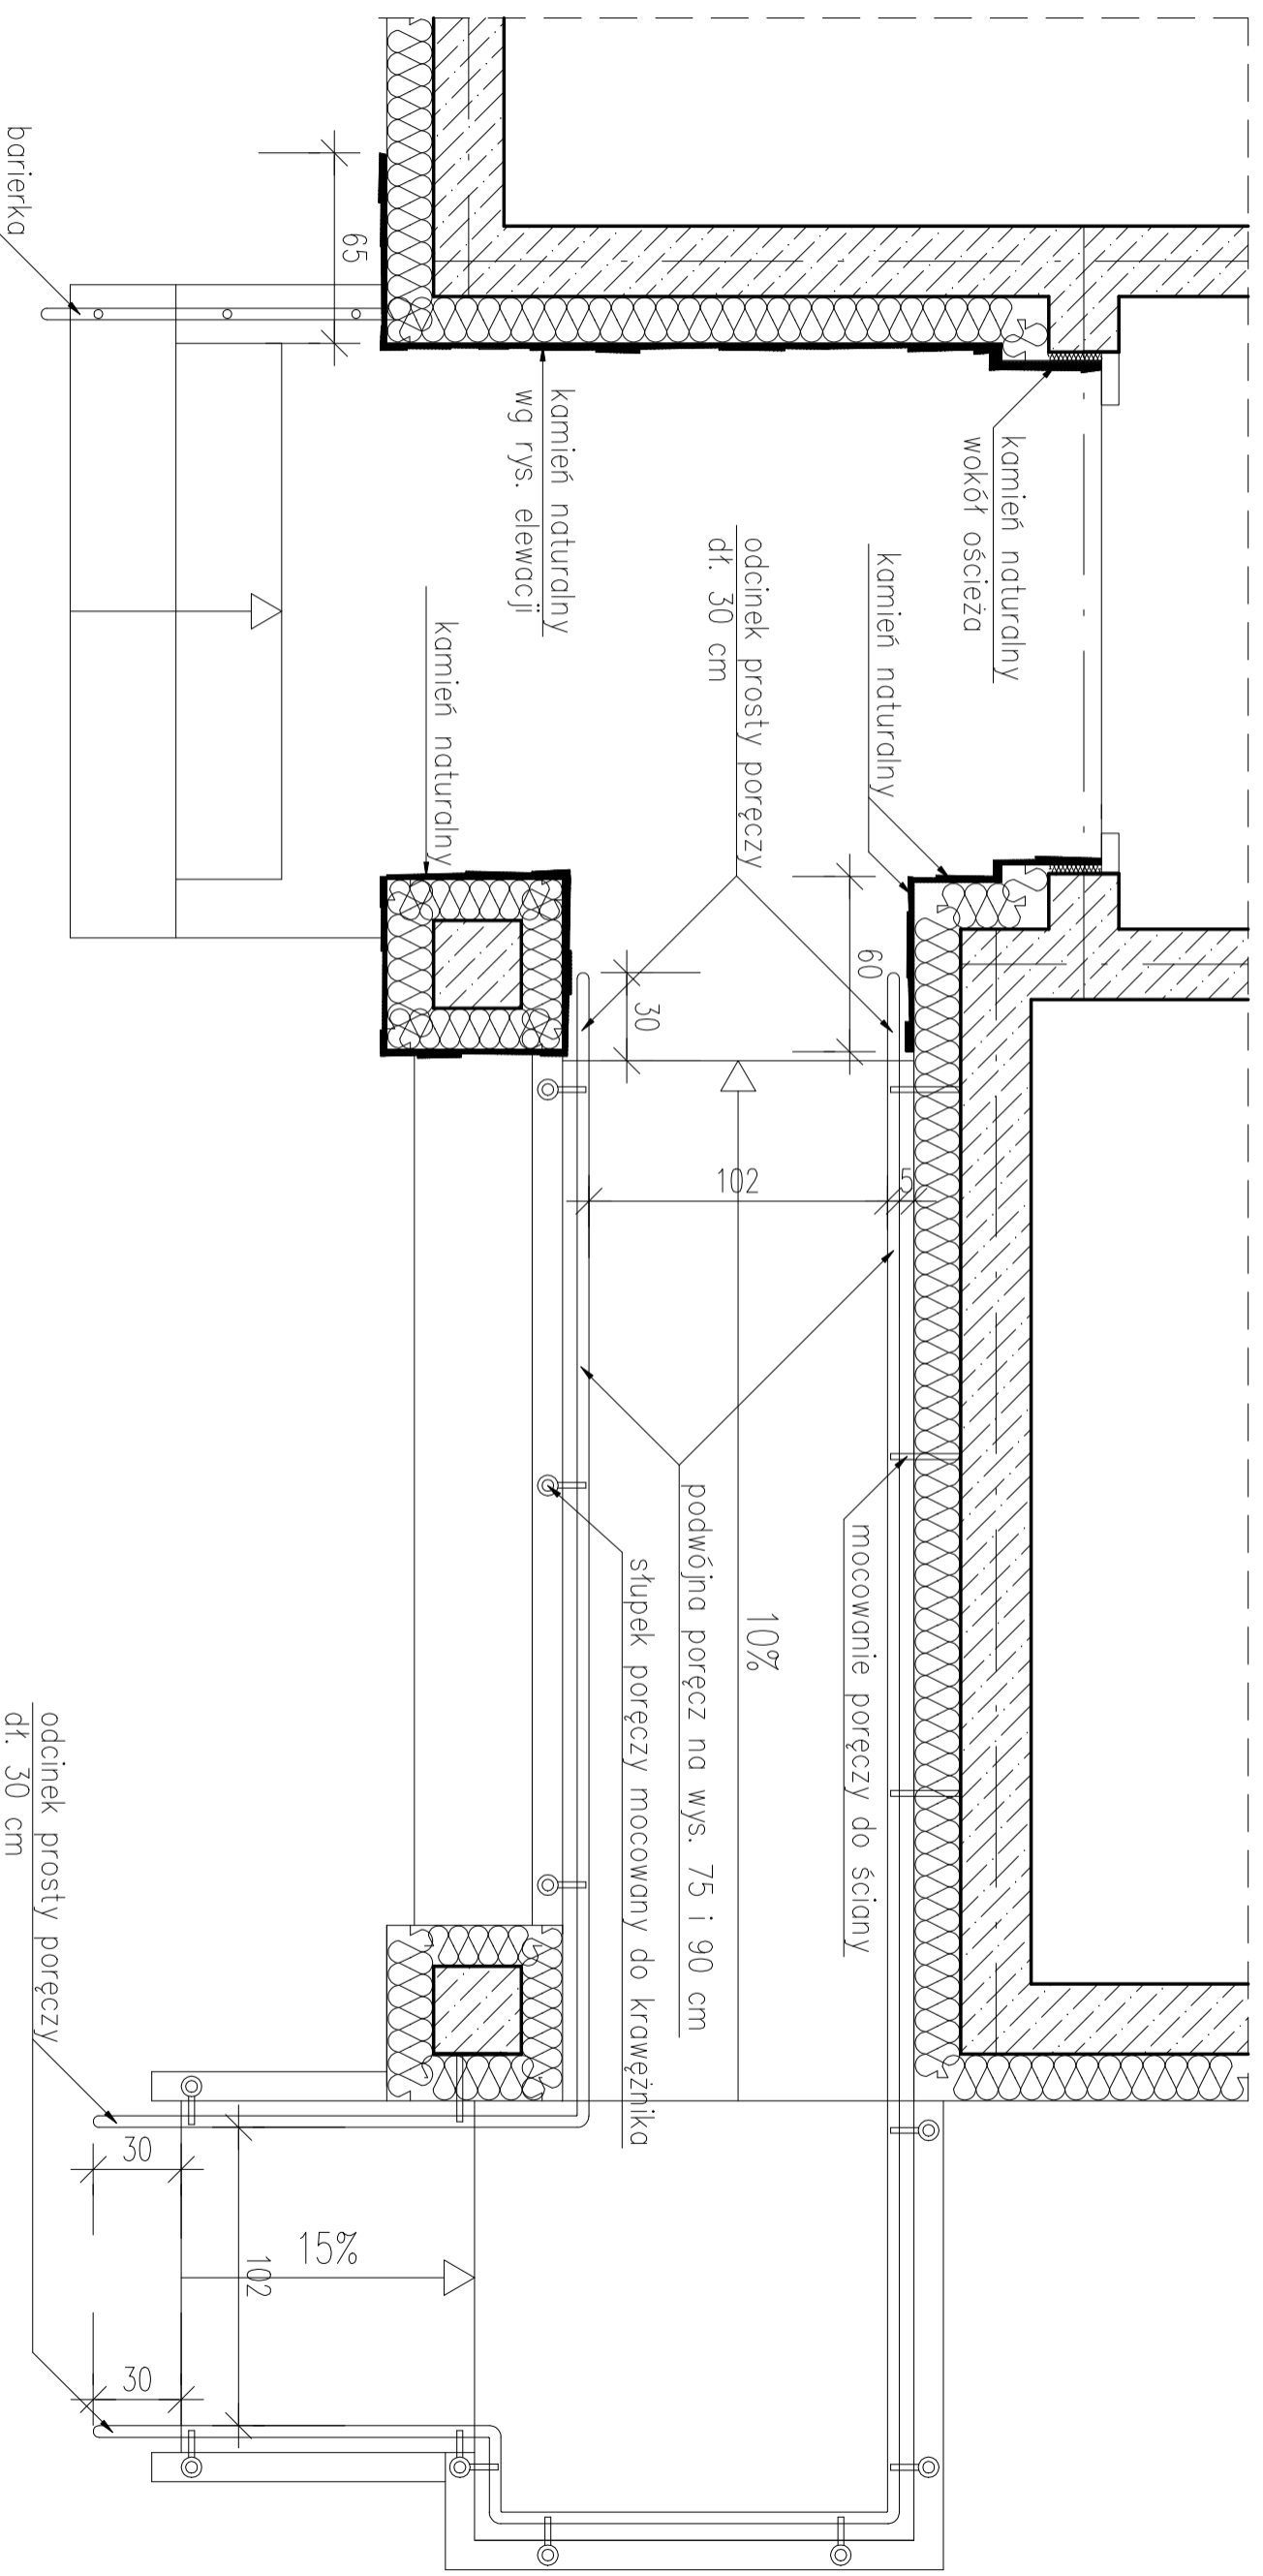 kamień naturalny
wokół ościeża
kamień naturalny
odcinek prosty poręczy
dł. 30 cm
kamień naturalny
wg rys. elewacji
kamień naturalny
barierka
65
60
30
102
5
10%
mocowanie poręczy do ściany
podwójna poręcz na wys. 75 i 90 cm
słupek poręczy mocowany do krawężnika
odcinek prosty poręczy
dł. 30 cm
30
15%
102
30